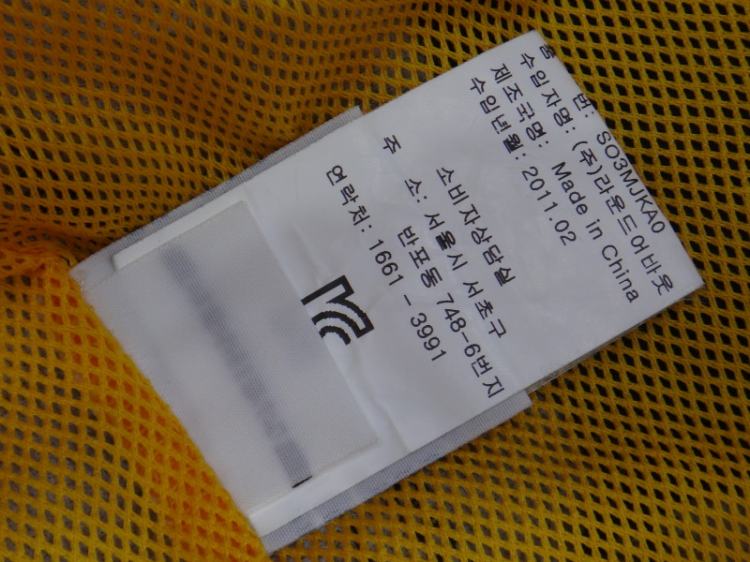 품 번: SO3MJKA0
수입자명: (주)라운드어바웃
제조국명: Made in China
수입년월: 2011.02
소비자상담실
주 소: 서울시 서초구
반포동 748-6번지
연락처: 1661 - 3991